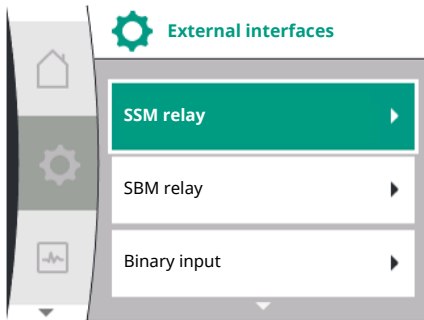 External interfaces
SSM relay
SBM relay
Binary input